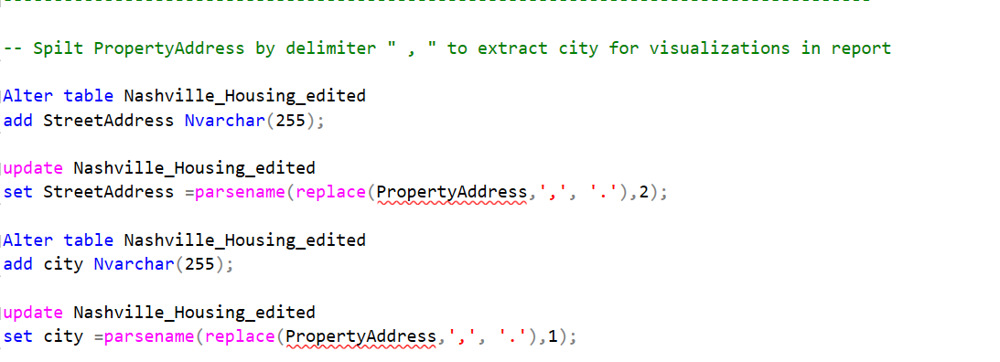 -- Spilt PropertyAddress by delimiter " , " to extract city for visualizations in report
Alter table Nashville_Housing_edited
add StreetAddress Nvarchar(255);
update Nashville_Housing_edited
set StreetAddress =parsename(replace(PropertyAddress,',', '.'),2);
Alter table Nashville_Housing_edited
add city Nvarchar(255);
update Nashville_Housing_edited
set city =parsename(replace(PropertyAddress,',', '.'),1);